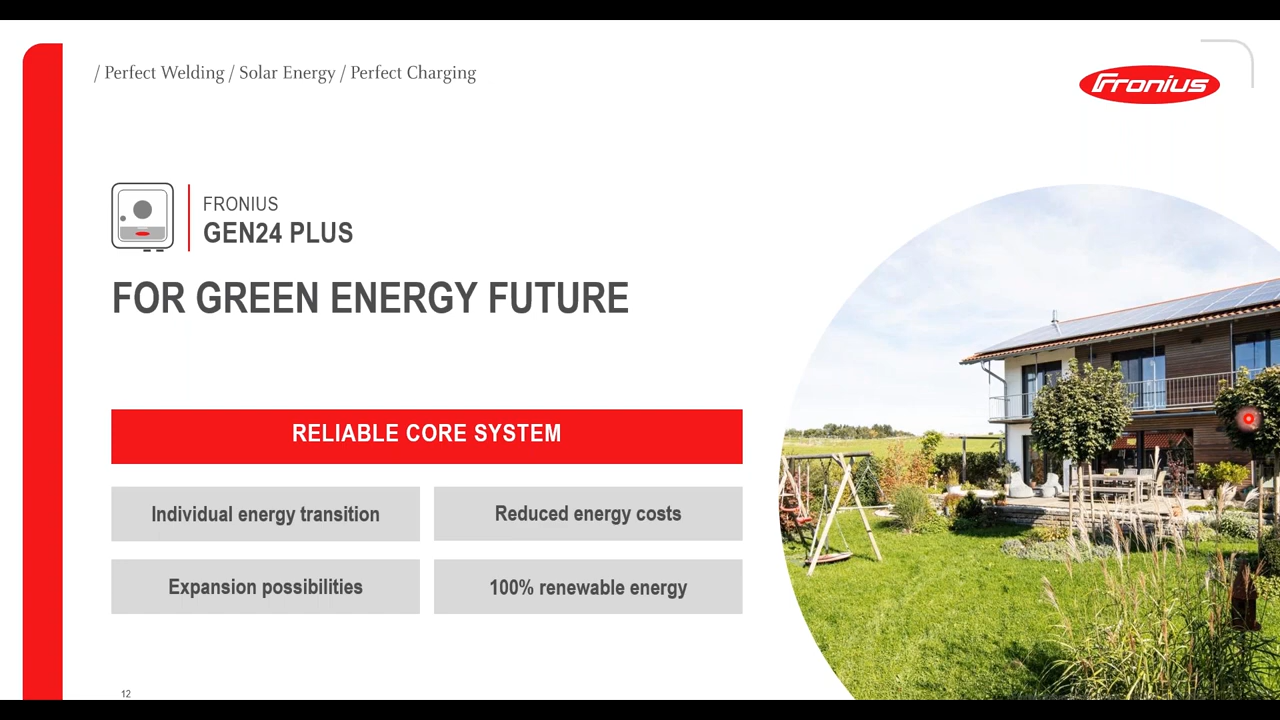 / Perfect Welding / Solar Energy / Perfect Charging
Fronius
FRONIUS
GEN24 PLUS
FOR GREEN ENERGY FUTURE
RELIABLE CORE SYSTEM
Individual energy transition
Reduced energy costs
Expansion possibilities
100% renewable energy
12